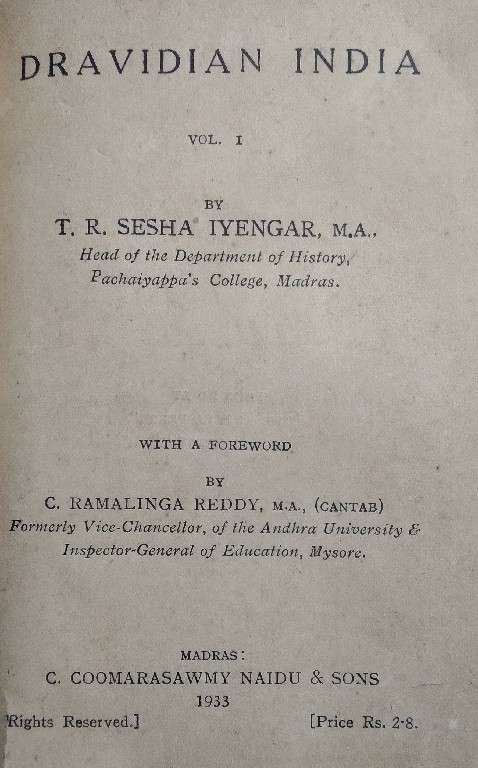 DRAVIDIAN INDIA
VOL. I
BY
T. R. SESHA IYENGAR, M.A.,
Head of the Department of History,
Pachaiyappa's College, Madras.
WITH A FOREWORD
BY
C. RAMALINGA REDDY, M.A., (CANTAB)
Formerly Vice-Chancellor, of the Andhra University &
Inspector-General of Education, Mysore.
MADRAS:
C. COOMARASAWMY NAIDU & SONS
1933
Rights Reserved.] [Price Rs. 2-8.